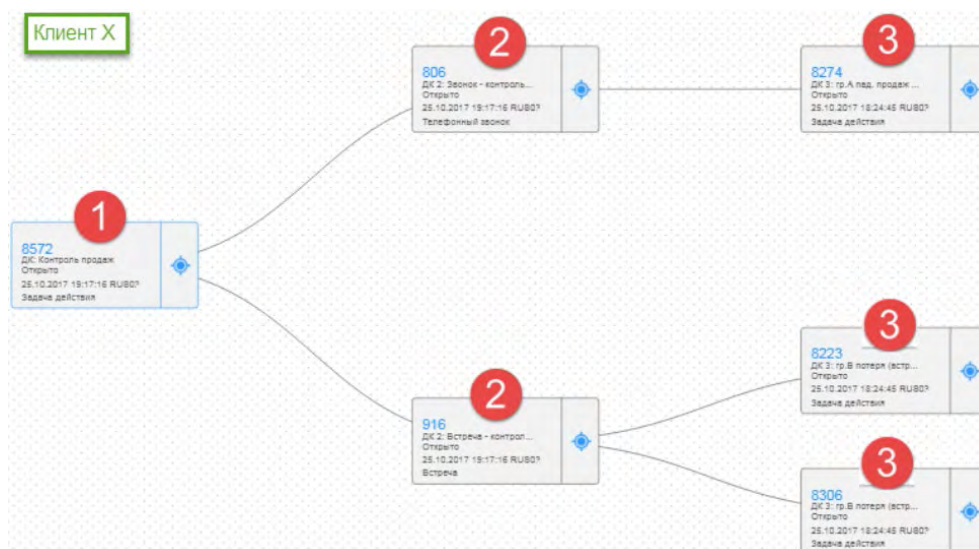 Клиент X
2
806
ДК 2: Звонок - контроль...
Открыто
25.10.2017 19:17:16 RUB0?
Телефонный звонок
3
8274
ДК 3: гр.А пад. продаж ...
Открыто
25.10.2017 18:24:45 RUB0?
Задача действия
1
8572
ДК: Контроль продаж
Открыто
25.10.2017 19:17:16 RUB0?
Задача действия
2
916
ДК 2: Встреча - контрол...
Открыто
25.10.2017 19:17:16 RUB0?
Встреча
3
8223
ДК 3: гр.В потеря (встр...
Открыто
25.10.2017 18:24:45 RUB0?
Задача действия
3
8306
ДК 3: гр.В потеря (встр...
Открыто
25.10.2017 18:24:45 RUB0?
Задача действия